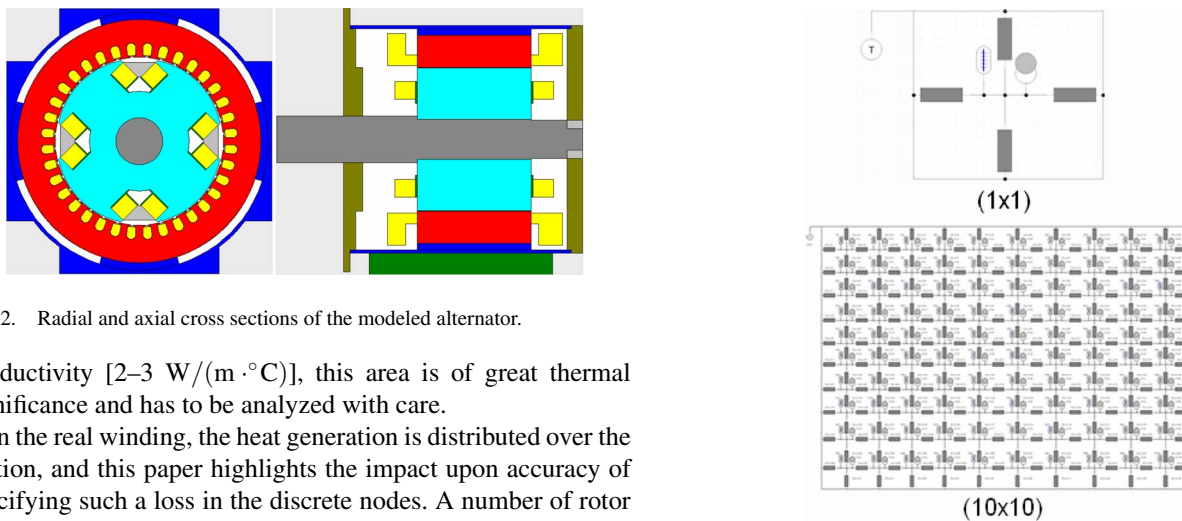 2. Radial and axial cross sections of the modeled alternator.
ductivity [2–3 W/(m·°C)], this area is of great thermal
nificance and has to be analyzed with care.
n the real winding, the heat generation is distributed over the
tion, and this paper highlights the impact upon accuracy of
cifying such a loss in the discrete nodes. A number of rotor
T
(1x1)
(10x10)